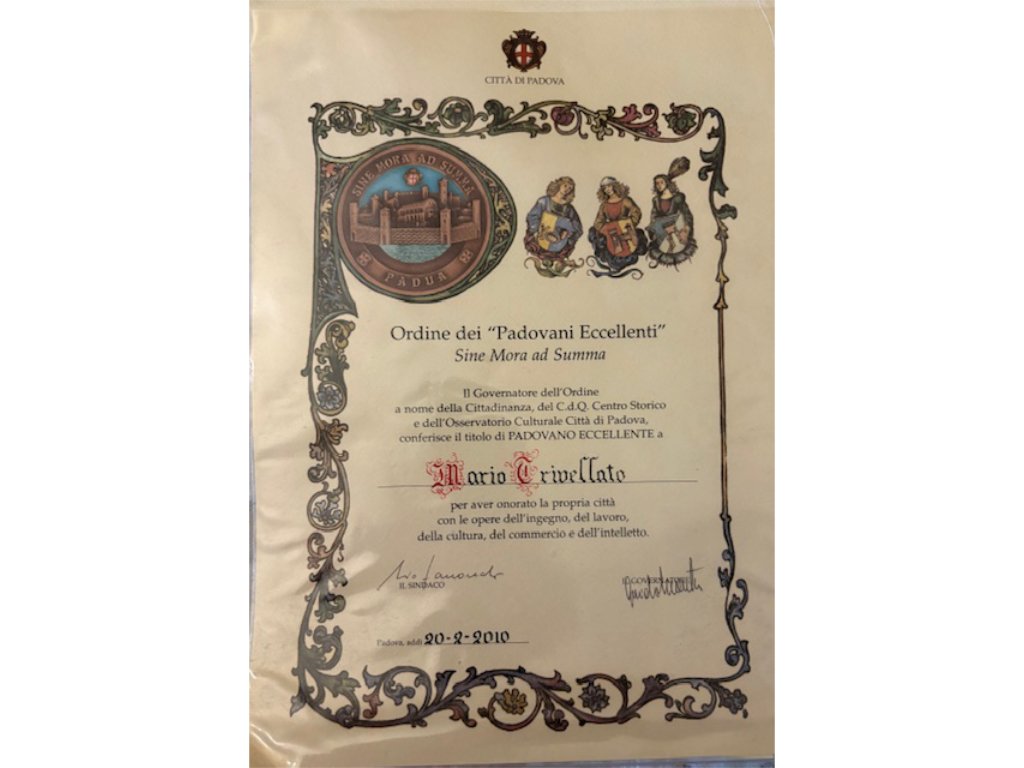 CITTÀ DI PADOVA
SINE MORA AD SUMMA
PADUA
Ordine dei "Padovani Eccellenti"
Sine Mora ad Summa
Il Governatore dell'Ordine
a nome della Cittadinanza, del C.d.Q. Centro Storico
e dell'Osservatorio Culturale Città di Padova,
conferisce il titolo di PADOVANO ECCELLENTE a
Mario Trivellato
per aver onorato la propria città
con le opere dell'ingegno, del lavoro,
della cultura, del commercio e dell'intelletto.
IL SINDACO
IL GOVERNATORE
Padova, addì 20-2-2010